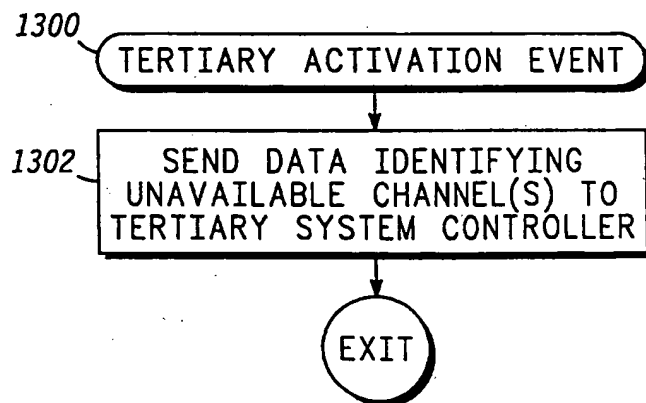 1300
TERTIARY ACTIVATION EVENT
1302
SEND DATA IDENTIFYING
UNAVAILABLE CHANNEL(S) TO
TERTIARY SYSTEM CONTROLLER
EXIT